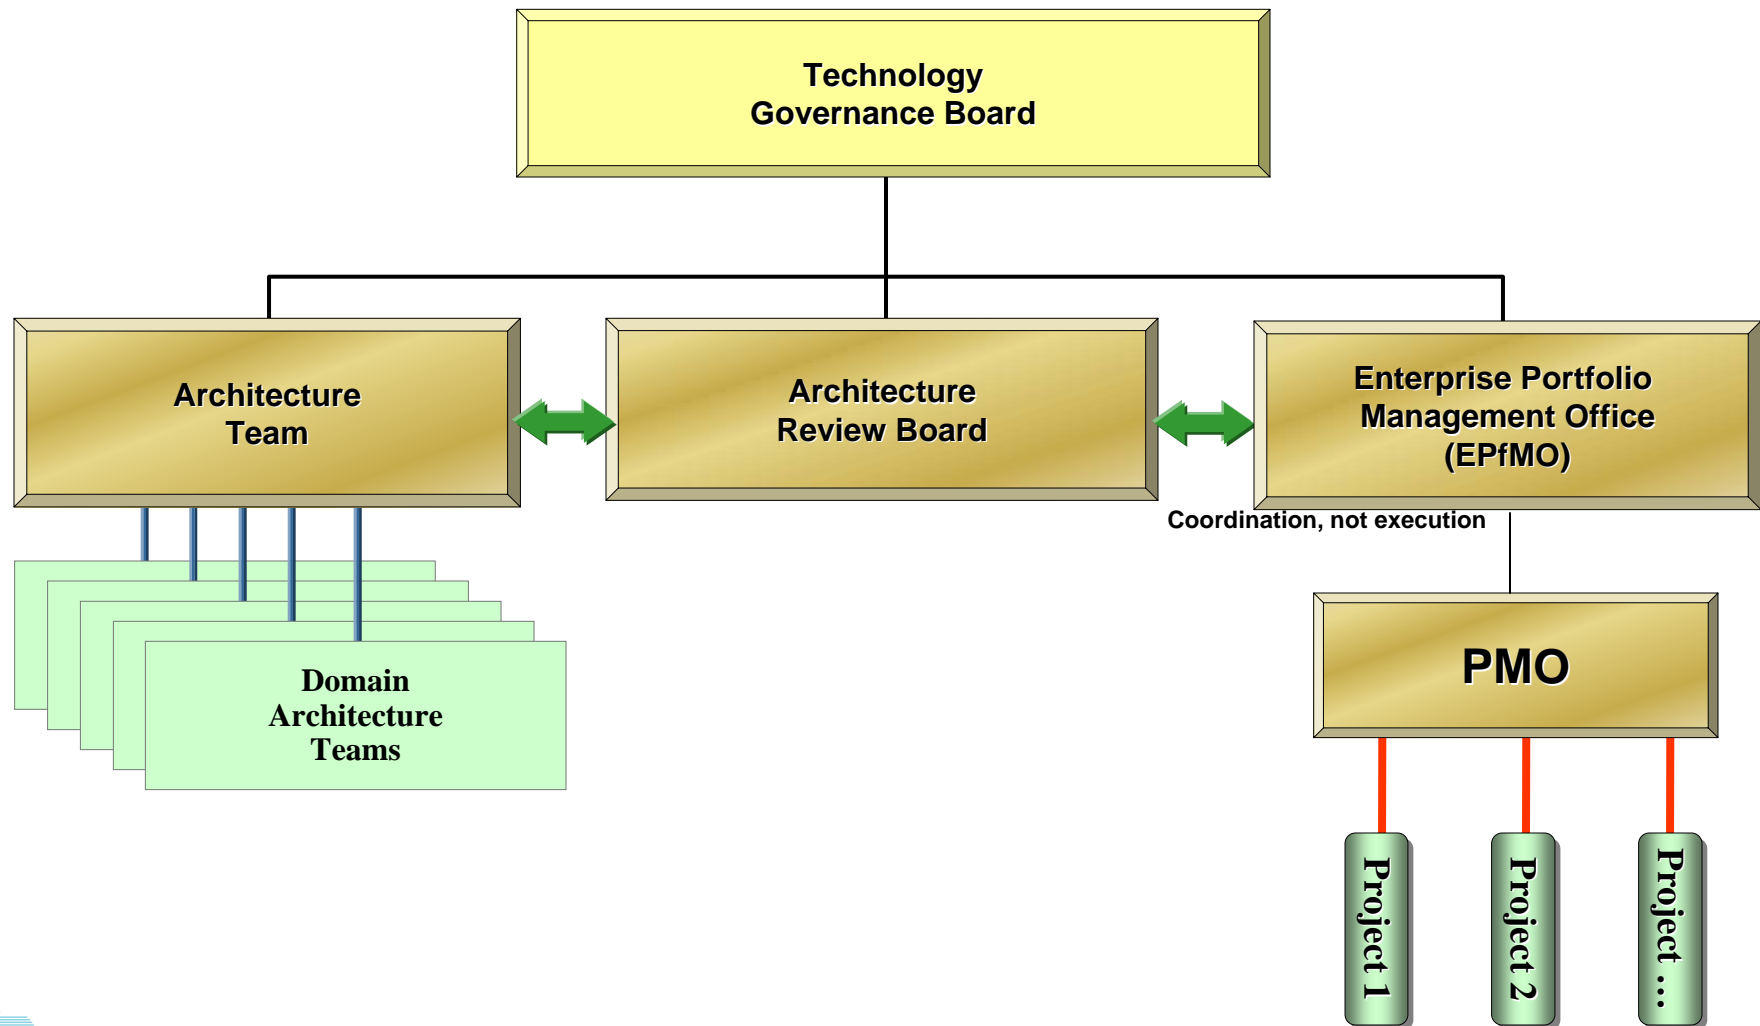 Technology
Governance Board
Architecture
Team
Architecture
Review Board
Enterprise Portfolio
Management Office
(EPfMO)
Coordination, not execution
Domain
Architecture
Teams
PMO
Project 1
Project 2
Project …